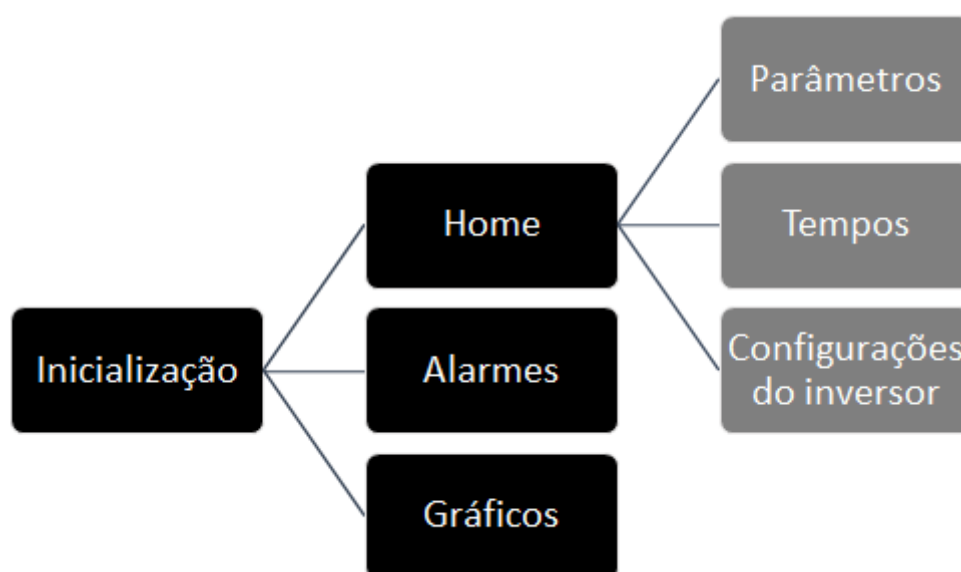 Parâmetros
Home
Tempos
Inicialização
Alarmes
Configurações
do inversor
Gráficos